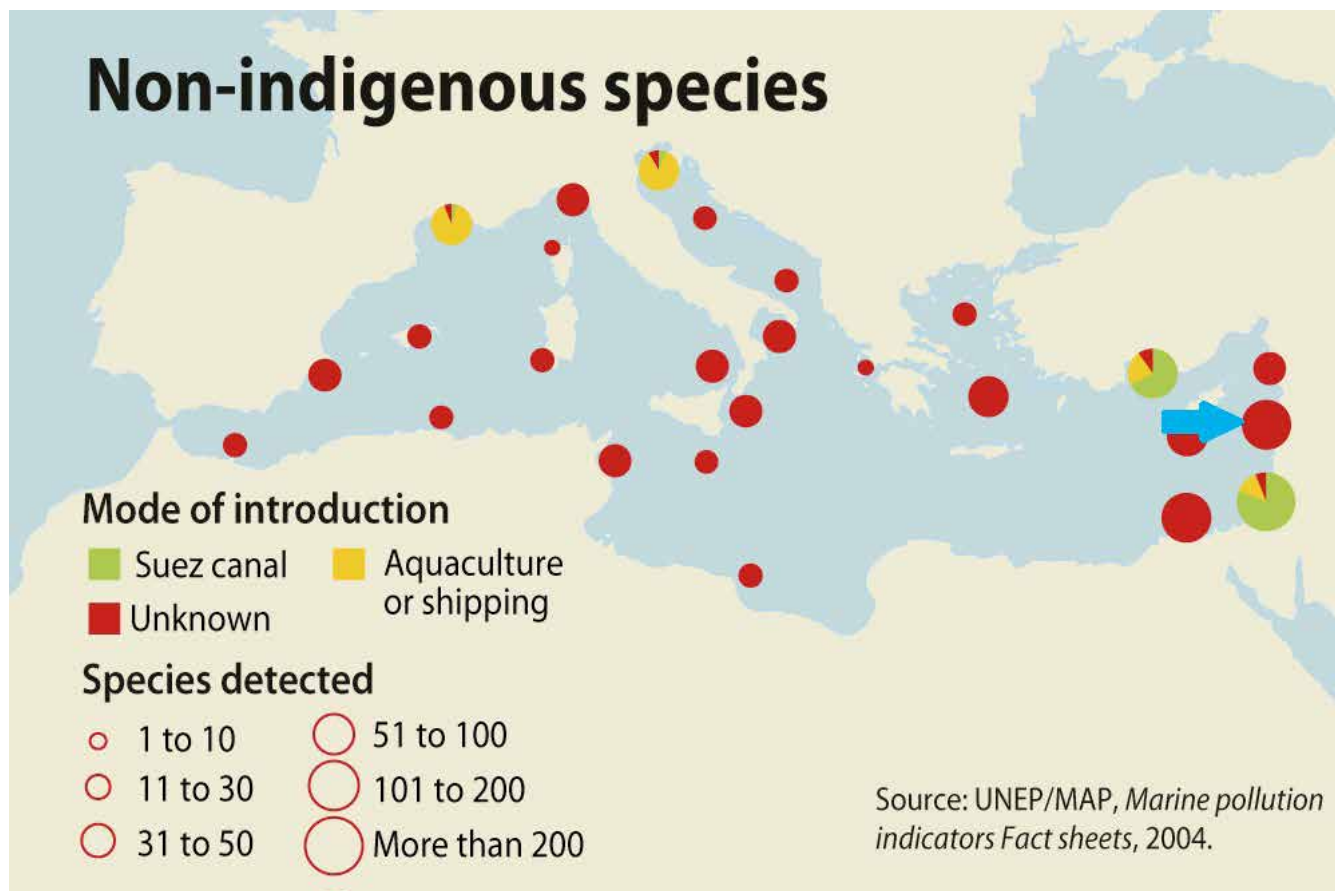 Non-indigenous species
Mode of introduction
Suez canal
Aquaculture
or shipping
Unknown
Species detected
1 to 10
51 to 100
11 to 30
101 to 200
31 to 50
More than 200
Source: UNEP/MAP, Marine pollution
indicators Fact sheets, 2004.